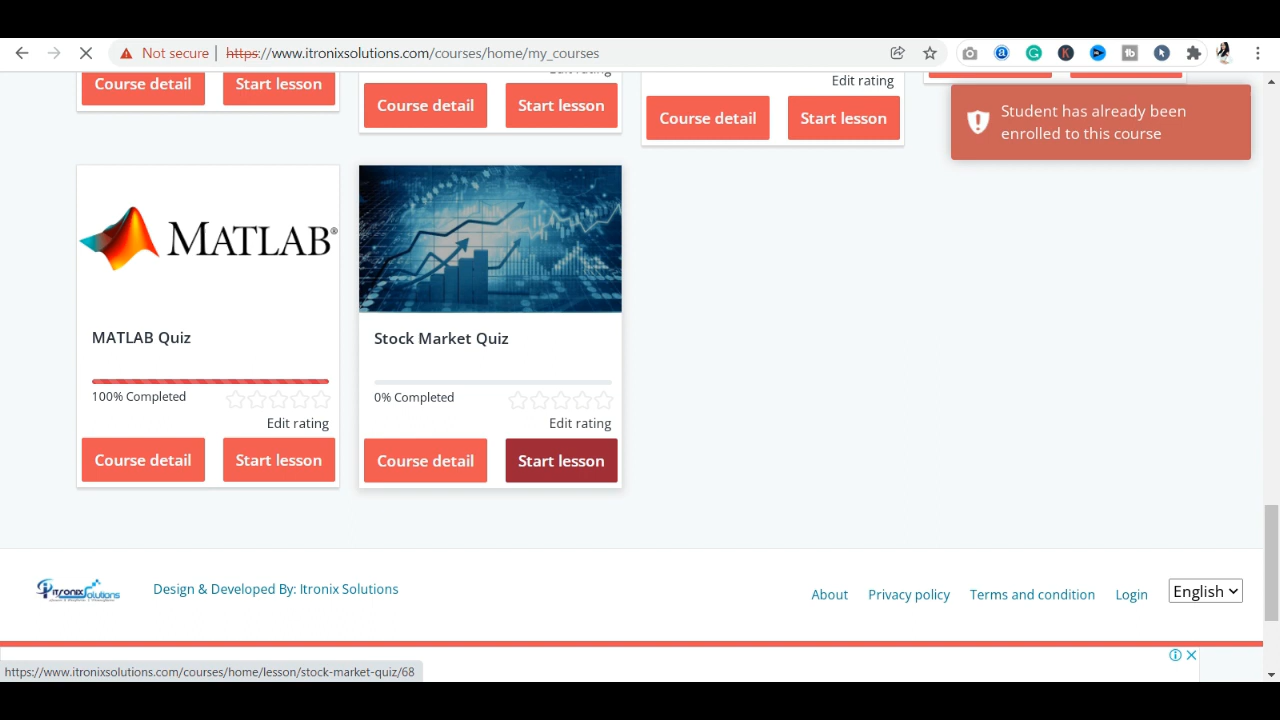 Not secure
https://www.itronixsolutions.com/courses/home/my_courses
Course detail
Start lesson
Edit rating
Course detail
Start lesson
Edit rating
Course detail
Start lesson
Student has already been
enrolled to this course
MATLAB®
MATLAB Quiz
100% Completed
Edit rating
Course detail
Start lesson
Stock Market Quiz
0% Completed
Edit rating
Course detail
Start lesson
itronixSolutions
Design & Developed By: Itronix Solutions
About
Privacy policy
Terms and condition
Login
English
https://www.itronixsolutions.com/courses/home/lesson/stock-market-quiz/68